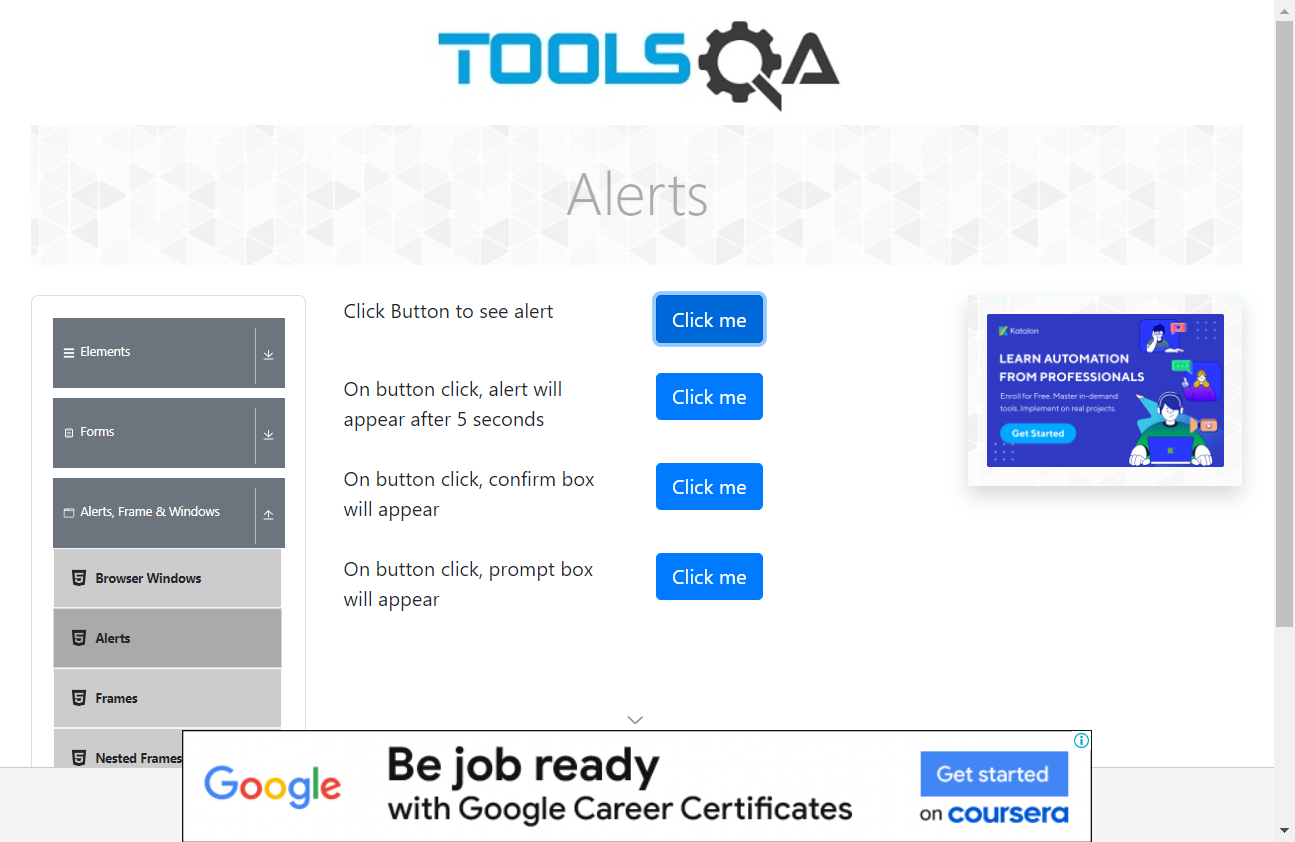 TOOLSQA
Alerts
Elements
Forms
Alerts, Frame & Windows
Browser Windows
Alerts
Frames
Nested Frames
Click Button to see alert
Click me
On button click, alert will
appear after 5 seconds
Click me
On button click, confirm box
will appear
Click me
On button click, prompt box
will appear
Click me
Katalon
LEARN AUTOMATION
FROM PROFESSIONALS
Enroll for Free. Master in-demand
tools. Implement on real projects.
Get Started
Google
Be job ready
with Google Career Certificates
Get started
on coursera